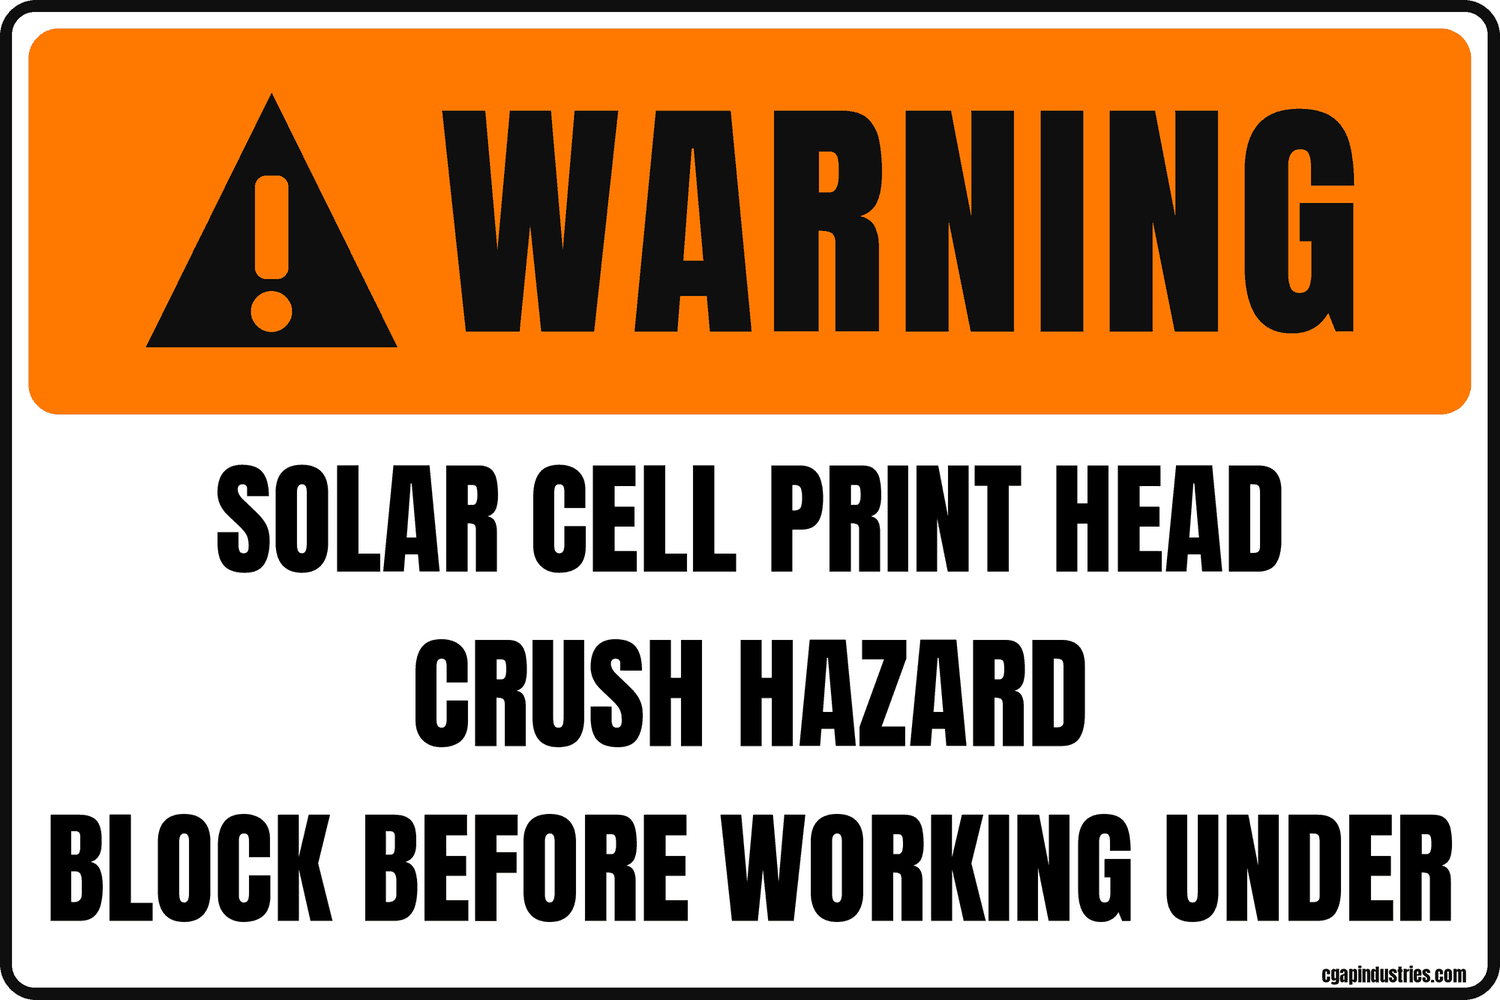 WARNING
SOLAR CELL PRINT HEAD
CRUSH HAZARD
BLOCK BEFORE WORKING UNDER
cgapindustries.com